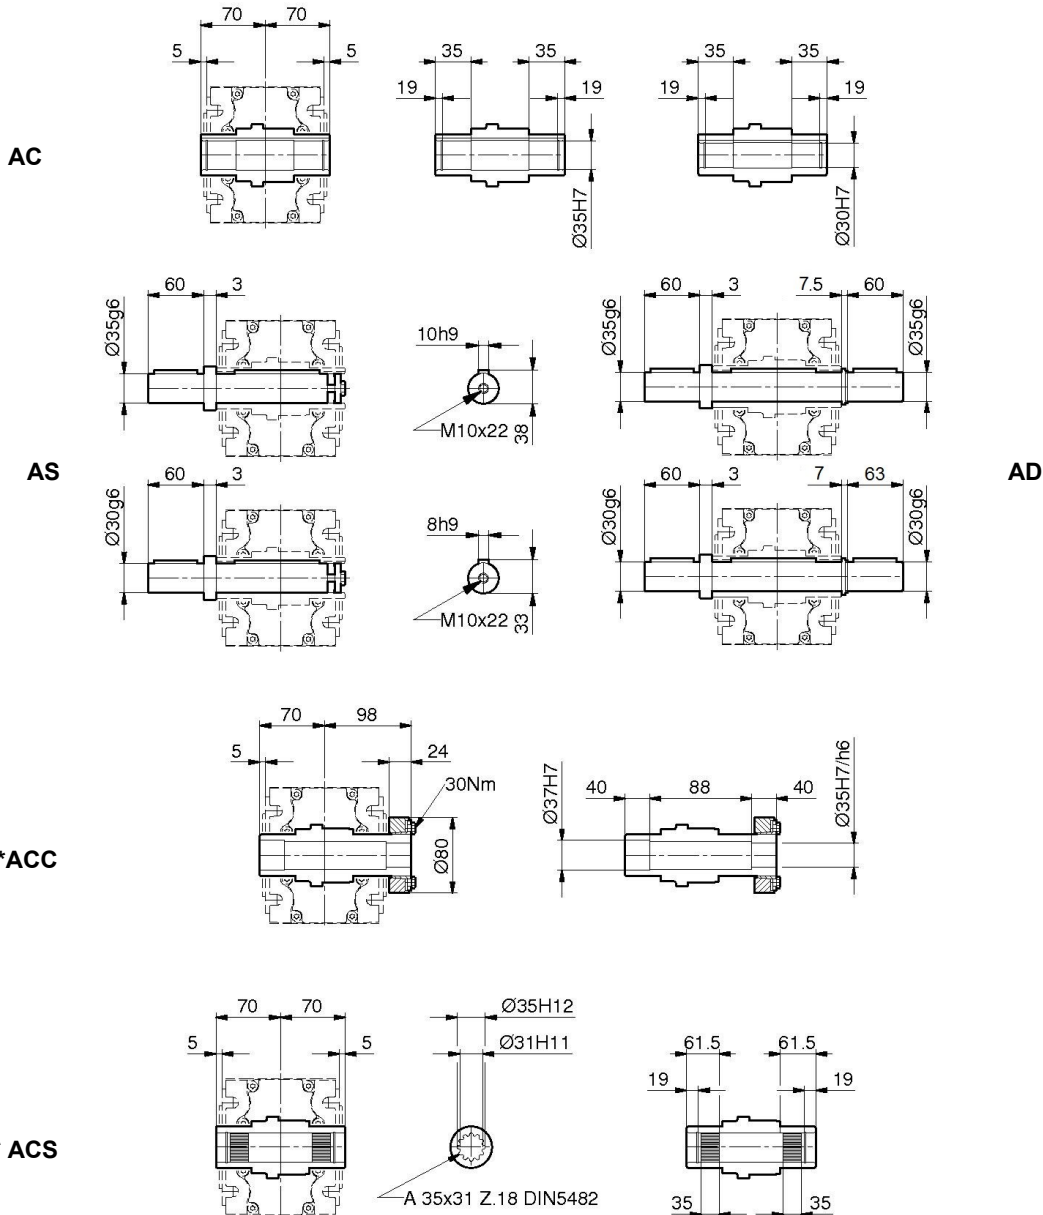 70 70
5 5
35 35
19 19
Ø35H7
35 35
19 19
Ø30H7
AC
60 3
Ø35g6
10h9
M10x22
38
60 3 7.5 60
Ø35g6
Ø35g6
AS
AD
60 3
Ø30g6
8h9
M10x22
33
60 3 7 63
Ø30g6
Ø30g6
70 98
5 24
30Nm
Ø80
Ø37H7
40 88 40
Ø35H7/h6
*ACC
70 70
5 5
Ø35H12
Ø31H11
A 35x31 Z.18 DIN5482
61.5 61.5
19 19
35 35
ACS